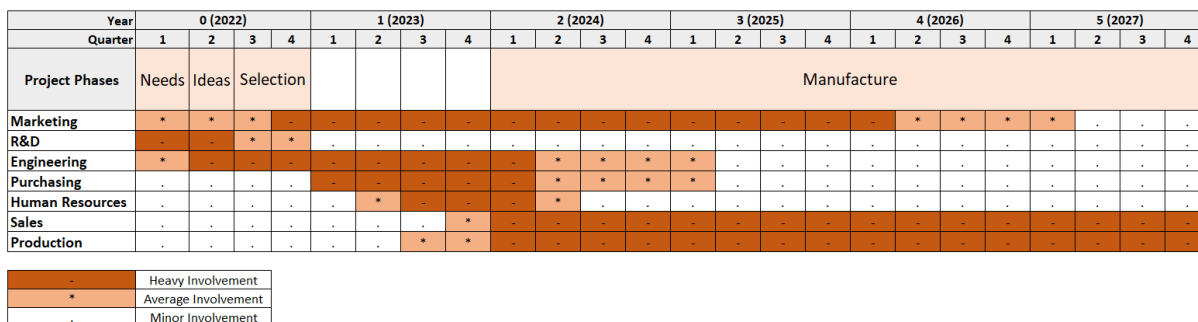 Year 0 (2022) 1 (2023) 2 (2024) 3 (2025) 4 (2026) 5 (2027)
Quarter 1 2 3 4 1 2 3 4 1 2 3 4 1 2 3 4 1 2 3 4 1 2 3 4
Project Phases Needs Ideas Selection Manufacture
Marketing * * * - - - - - - - - - - - - - - * * * * . . .
R&D - - * * . . . . . . . . . . . . . . . . . . . .
Engineering * - - - - - - - - * * * * . . . . . . . . . . .
Purchasing . . . . - - - - - * * * * . . . . . . . . . . .
Human Resources . . . . . * - - - * . . . . . . . . . . . . . .
Sales . . . . . . . * - - - - - - - - - - - - - - - -
Production . . . . . . * * - - - - - - - - - - - - - - - -
- Heavy Involvement
* Average Involvement
. Minor Involvement